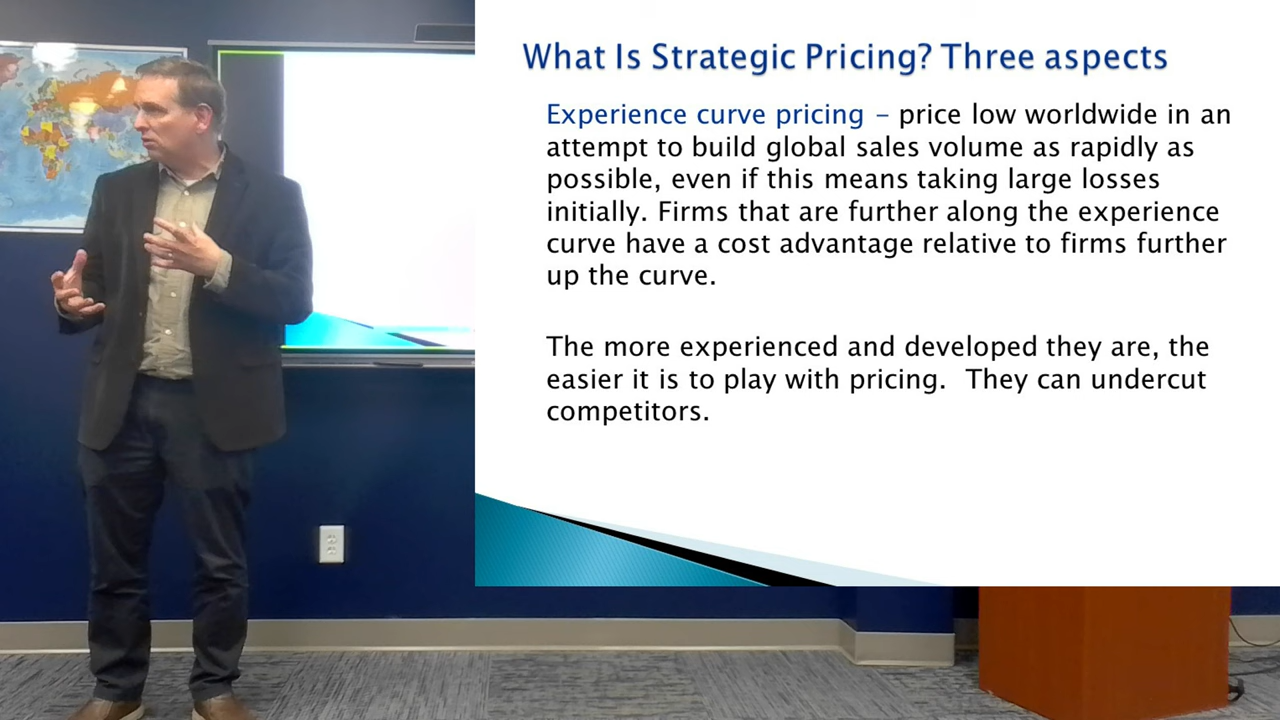 What Is Strategic Pricing? Three aspects
Experience curve pricing – price low worldwide in an
attempt to build global sales volume as rapidly as
possible, even if this means taking large losses
initially. Firms that are further along the experience
curve have a cost advantage relative to firms further
up the curve.
The more experienced and developed they are, the
easier it is to play with pricing.  They can undercut
competitors.